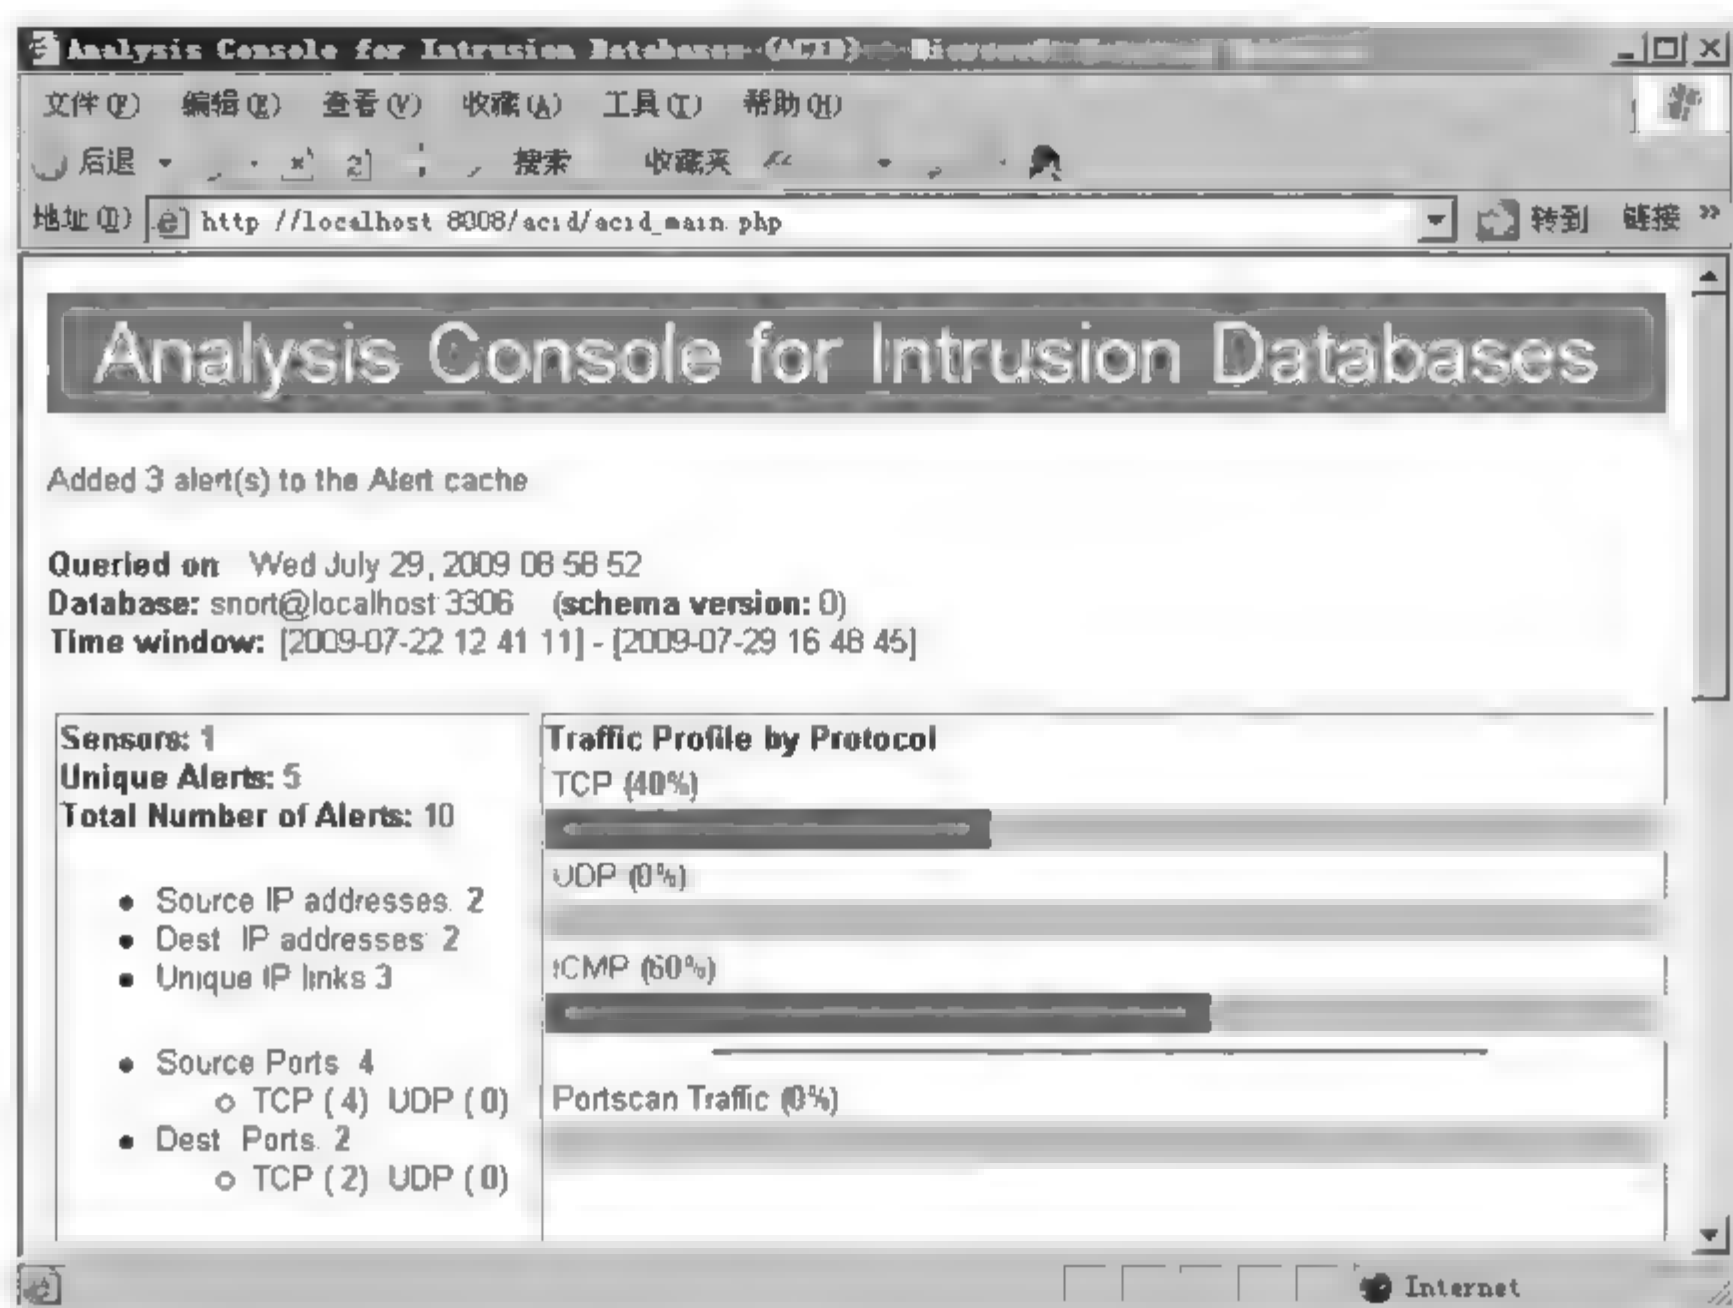 Analysis Console for Intrusion Databases (ACID)
文件(F) 编辑(E) 查看(V) 收藏(A) 工具(T) 帮助(H)
后退 搜索 收藏夹
地址(D) http //localhost 8008/acid/acid_main.php 转到 链接 »
Analysis Console for Intrusion Databases
Added 3 alert(s) to the Alert cache
Queried on Wed July 29, 2009 08 58 52
Database: snort@localhost 3306 (schema version: 0)
Time window: [2009-07-22 12 41 11] - [2009-07-29 16 48 45]
Sensors: 1
Unique Alerts: 5
Total Number of Alerts: 10
Source IP addresses 2
Dest IP addresses 2
Unique IP links 3
Source Ports 4
TCP ( 4) UDP ( 0)
Dest Ports 2
TCP ( 2) UDP ( 0)
Traffic Profile by Protocol
TCP (40%)
UDP (0%)
ICMP (60%)
Portscan Traffic (0%)
Internet